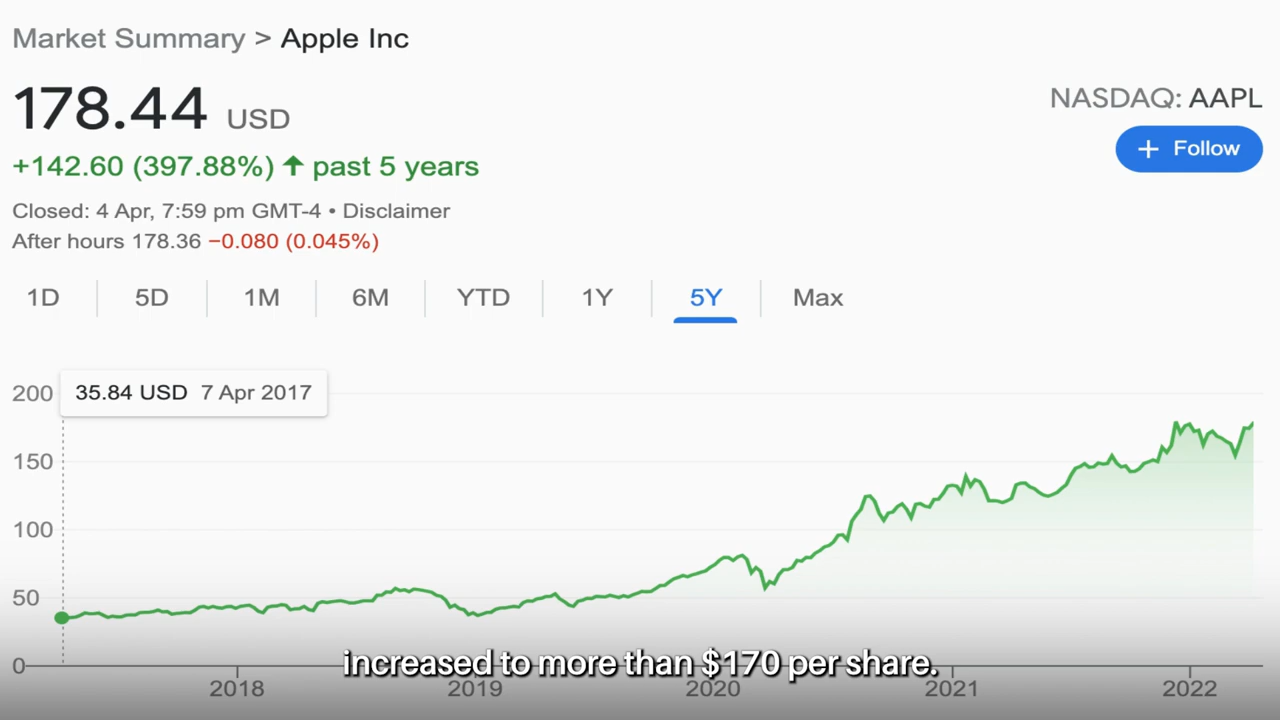 Market Summary > Apple Inc
178.44 USD
NASDAQ: AAPL
+ Follow
+142.60 (397.88%) ↑ past 5 years
Closed: 4 Apr, 7:59 pm GMT-4 • Disclaimer
After hours 178.36 −0.080 (0.045%)
1D 5D 1M 6M YTD 1Y 5Y Max
35.84 USD 7 Apr 2017
200
150
100
50
0
increased to more than $170 per share.
2018 2019 2020 2021 2022